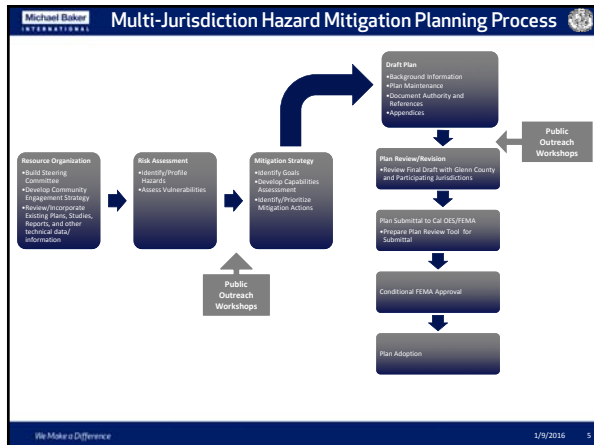 Michael Baker
INTERNATIONAL
Multi-Jurisdiction Hazard Mitigation Planning Process
Resource Organization
•Build Steering
Committee
•Develop Community
Engagement Strategy
•Review/Incorporate
Existing Plans, Studies,
Reports, and other
technical data/
information
Risk Assessment
•Identify/Profile
Hazards
•Assess Vulnerabilities
Mitigation Strategy
•Identify Goals
•Develop Capabilities
Assessment
•Identify/Prioritize
Mitigation Actions
Public
Outreach
Workshops
Draft Plan
•Background Information
•Plan Maintenance
•Document Authority and
References
•Appendices
Public
Outreach
Workshops
Plan Review/Revision
•Review Final Draft with Glenn County
and Participating Jurisdictions
Plan Submittal to Cal OES/FEMA
•Prepare Plan Review Tool for
Submittal
Conditional FEMA Approval
Plan Adoption
We Make a Difference
1/9/2016
5